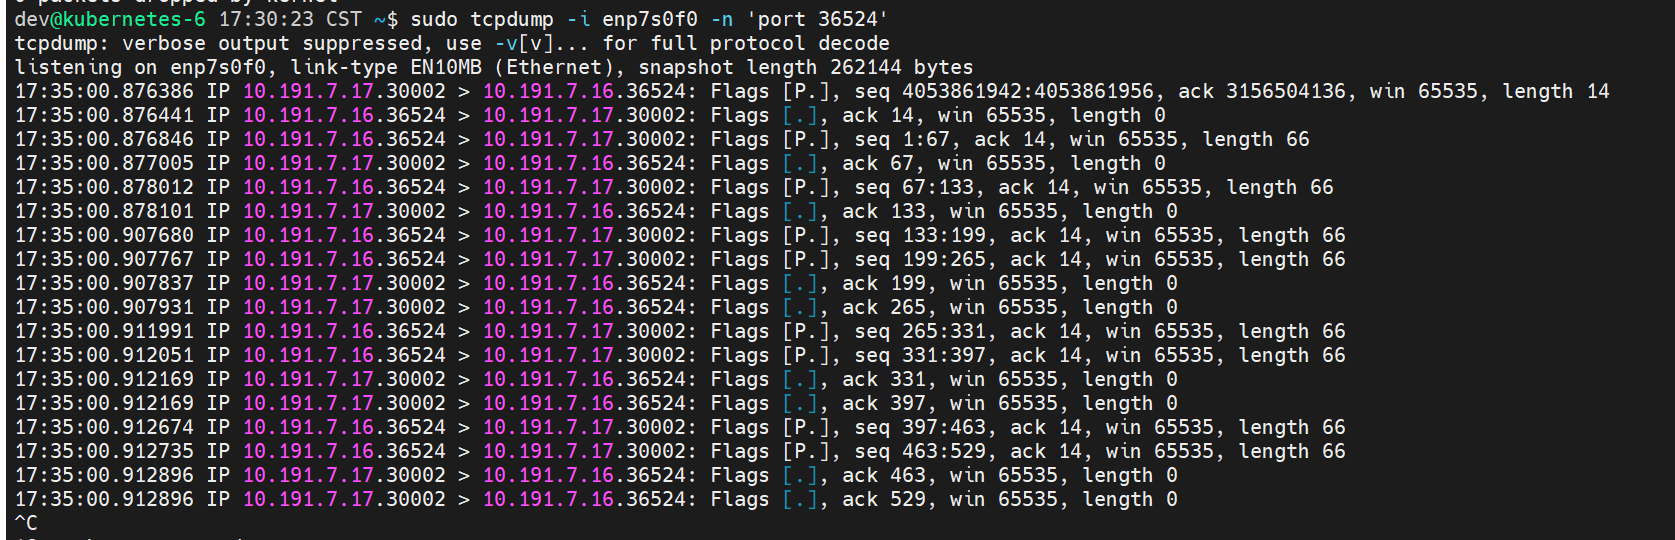 dev@kubernetes-6 17:30:23 CST ~$ sudo tcpdump -i enp7s0f0 -n 'port 36524'
tcpdump: verbose output suppressed, use -v[v]... for full protocol decode
listening on enp7s0f0, link-type EN10MB (Ethernet), snapshot length 262144 bytes
17:35:00.876386 IP 10.191.7.17.30002 > 10.191.7.16.36524: Flags [P.], seq 4053861942:4053861956, ack 3156504136, win 65535, length 14
17:35:00.876441 IP 10.191.7.16.36524 > 10.191.7.17.30002: Flags [.], ack 14, win 65535, length 0
17:35:00.876846 IP 10.191.7.16.36524 > 10.191.7.17.30002: Flags [P.], seq 1:67, ack 14, win 65535, length 66
17:35:00.877005 IP 10.191.7.17.30002 > 10.191.7.16.36524: Flags [.], ack 67, win 65535, length 0
17:35:00.878012 IP 10.191.7.16.36524 > 10.191.7.17.30002: Flags [P.], seq 67:133, ack 14, win 65535, length 66
17:35:00.878101 IP 10.191.7.17.30002 > 10.191.7.16.36524: Flags [.], ack 133, win 65535, length 0
17:35:00.907680 IP 10.191.7.16.36524 > 10.191.7.17.30002: Flags [P.], seq 133:199, ack 14, win 65535, length 66
17:35:00.907767 IP 10.191.7.16.36524 > 10.191.7.17.30002: Flags [P.], seq 199:265, ack 14, win 65535, length 66
17:35:00.907837 IP 10.191.7.17.30002 > 10.191.7.16.36524: Flags [.], ack 199, win 65535, length 0
17:35:00.907931 IP 10.191.7.17.30002 > 10.191.7.16.36524: Flags [.], ack 265, win 65535, length 0
17:35:00.911991 IP 10.191.7.16.36524 > 10.191.7.17.30002: Flags [P.], seq 265:331, ack 14, win 65535, length 66
17:35:00.912051 IP 10.191.7.16.36524 > 10.191.7.17.30002: Flags [P.], seq 331:397, ack 14, win 65535, length 66
17:35:00.912169 IP 10.191.7.17.30002 > 10.191.7.16.36524: Flags [.], ack 331, win 65535, length 0
17:35:00.912169 IP 10.191.7.17.30002 > 10.191.7.16.36524: Flags [.], ack 397, win 65535, length 0
17:35:00.912674 IP 10.191.7.16.36524 > 10.191.7.17.30002: Flags [P.], seq 397:463, ack 14, win 65535, length 66
17:35:00.912735 IP 10.191.7.16.36524 > 10.191.7.17.30002: Flags [P.], seq 463:529, ack 14, win 65535, length 66
17:35:00.912896 IP 10.191.7.17.30002 > 10.191.7.16.36524: Flags [.], ack 463, win 65535, length 0
17:35:00.912896 IP 10.191.7.17.30002 > 10.191.7.16.36524: Flags [.], ack 529, win 65535, length 0
^C